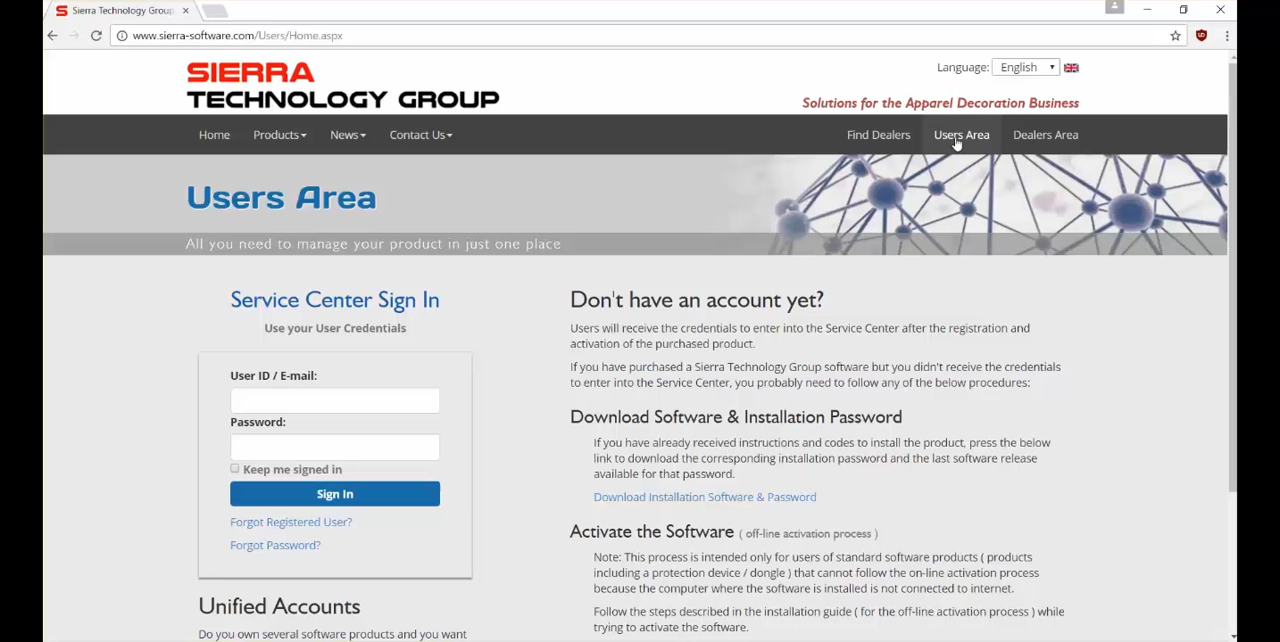 Sierra Technology Group
www.sierra-software.com/Users/Home.aspx
SIERRA
TECHNOLOGY GROUP
Language: English
Solutions for the Apparel Decoration Business
Home Products News Contact Us Find Dealers Users Area Dealers Area
Users Area
All you need to manage your product in just one place
Service Center Sign In
Use your User Credentials
User ID / E-mail:
Password:
Keep me signed in
Sign In
Forgot Registered User?
Forgot Password?
Unified Accounts
Do you own several software products and you want
Don't have an account yet?
Users will receive the credentials to enter into the Service Center after the registration and
activation of the purchased product.
If you have purchased a Sierra Technology Group software but you didn't receive the credentials
to enter into the Service Center, you probably need to follow any of the below procedures:
Download Software & Installation Password
If you have already received instructions and codes to install the product, press the below
link to download the corresponding installation password and the last software release
available for that password.
Download Installation Software & Password
Activate the Software ( off-line activation process )
Note: This process is intended only for users of standard software products ( products
including a protection device / dongle ) that cannot follow the on-line activation process
because the computer where the software is installed is not connected to internet.
Follow the steps described in the installation guide ( for the off-line activation process ) while
trying to activate the software.